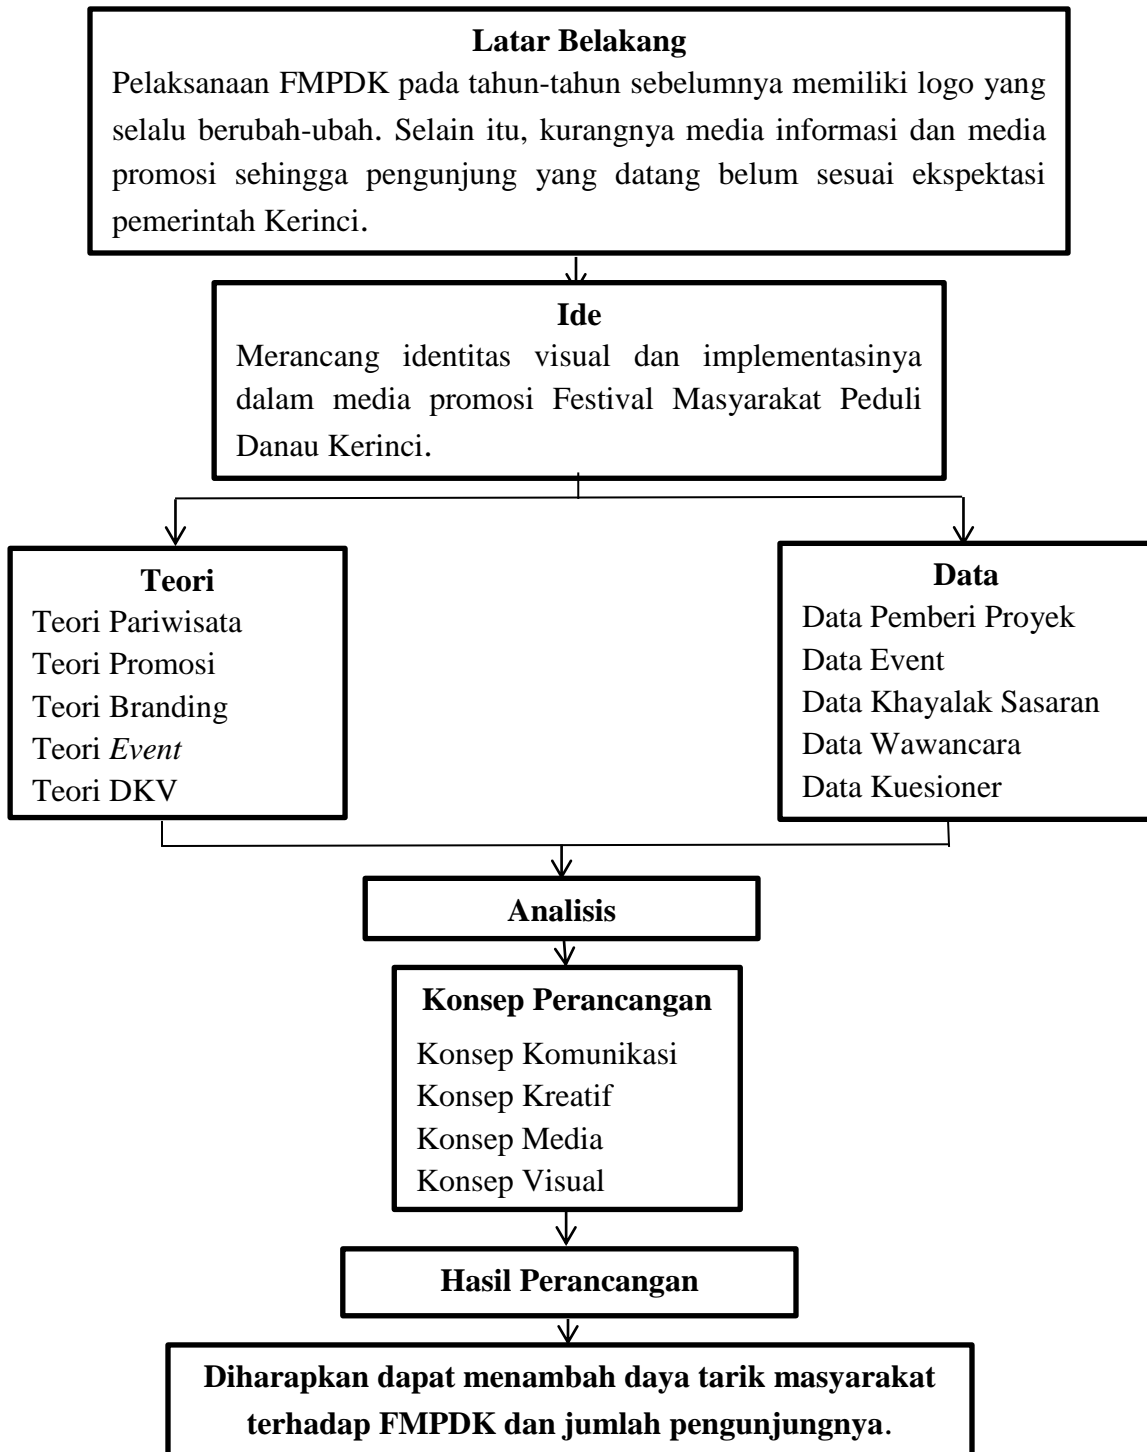 Latar Belakang
Pelaksanaan FMPDK pada tahun-tahun sebelumnya memiliki logo yang
selalu berubah-ubah. Selain itu, kurangnya media informasi dan media
promosi sehingga pengunjung yang datang belum sesuai ekspektasi
pemerintah Kerinci.
Ide
Merancang identitas visual dan implementasinya
dalam media promosi Festival Masyarakat Peduli
Danau Kerinci.
Teori
Teori Pariwisata
Teori Promosi
Teori Branding
Teori Event
Teori DKV
Data
Data Pemberi Proyek
Data Event
Data Khayalak Sasaran
Data Wawancara
Data Kuesioner
Analisis
Konsep Perancangan
Konsep Komunikasi
Konsep Kreatif
Konsep Media
Konsep Visual
Hasil Perancangan
Diharapkan dapat menambah daya tarik masyarakat
terhadap FMPDK dan jumlah pengunjungnya.